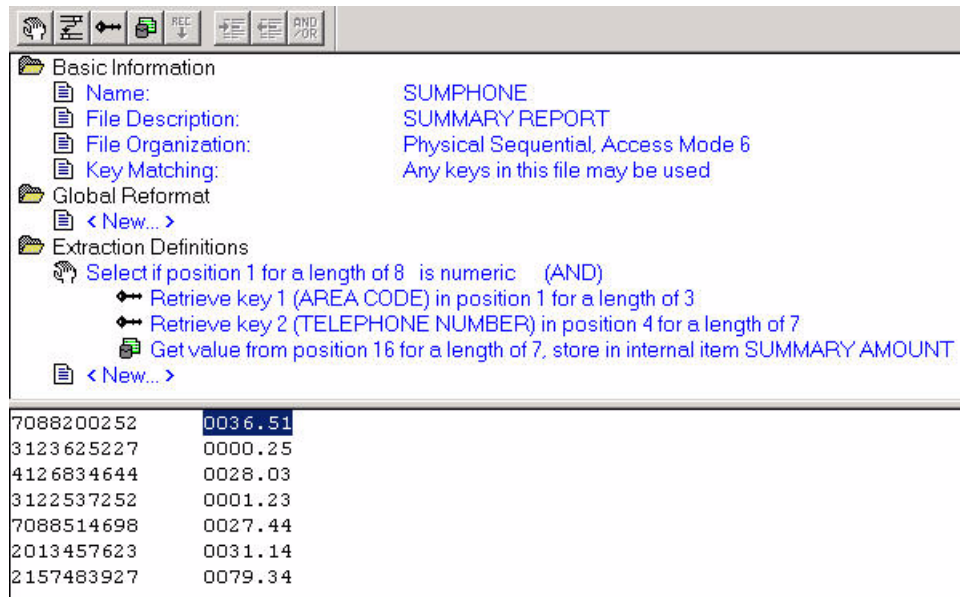 REC AND /OR
Basic Information
Name: SUMPHONE
File Description: SUMMARY REPORT
File Organization: Physical Sequential, Access Mode 6
Key Matching: Any keys in this file may be used
Global Reformat
< New... >
Extraction Definitions
Select if position 1 for a length of 8 is numeric (AND)
Retrieve key 1 (AREA CODE) in position 1 for a length of 3
Retrieve key 2 (TELEPHONE NUMBER) in position 4 for a length of 7
Get value from position 16 for a length of 7, store in internal item SUMMARY AMOUNT
< New... >
7088200252 0036.51
3123625227 0000.25
4126834644 0028.03
3122537252 0001.23
7088514698 0027.44
2013457623 0031.14
2157483927 0079.34